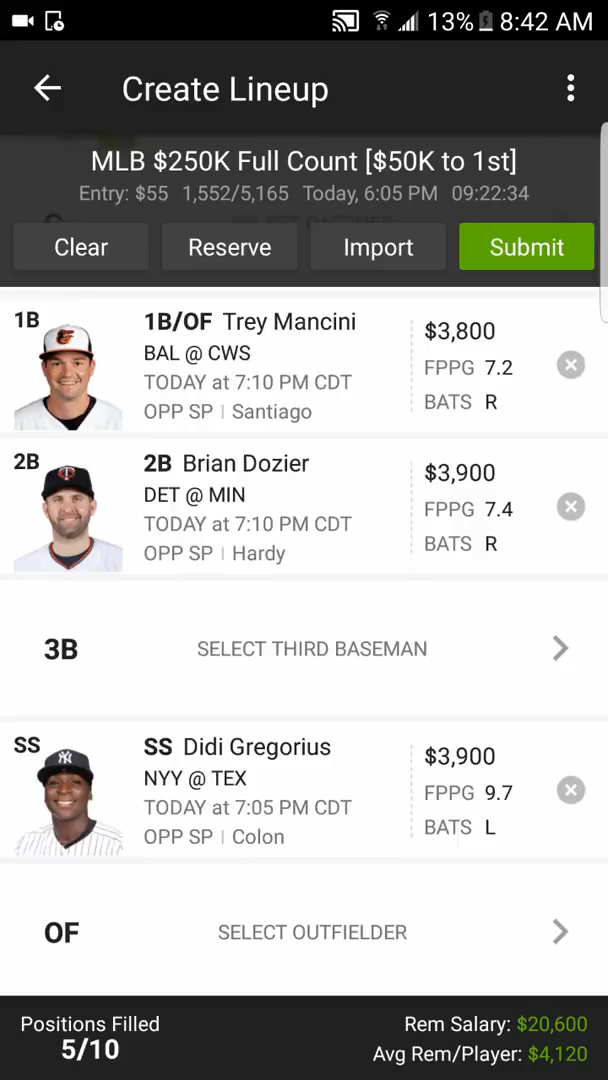 13% 8:42 AM
Create Lineup
MLB $250K Full Count [$50K to 1st]
Entry: $55 1,552/5,165 Today, 6:05 PM 09:22:34
Clear Reserve Import Submit
1B 1B/OF Trey Mancini $3,800
BAL @ CWS FPPG 7.2
TODAY at 7:10 PM CDT
OPP SP | Santiago BATS R
2B 2B Brian Dozier $3,900
DET @ MIN FPPG 7.4
TODAY at 7:10 PM CDT
OPP SP | Hardy BATS R
3B SELECT THIRD BASEMAN
SS SS Didi Gregorius $3,900
NYY @ TEX FPPG 9.7
TODAY at 7:05 PM CDT
OPP SP | Colon BATS L
OF SELECT OUTFIELDER
Positions Filled Rem Salary: $20,600
5/10 Avg Rem/Player: $4,120